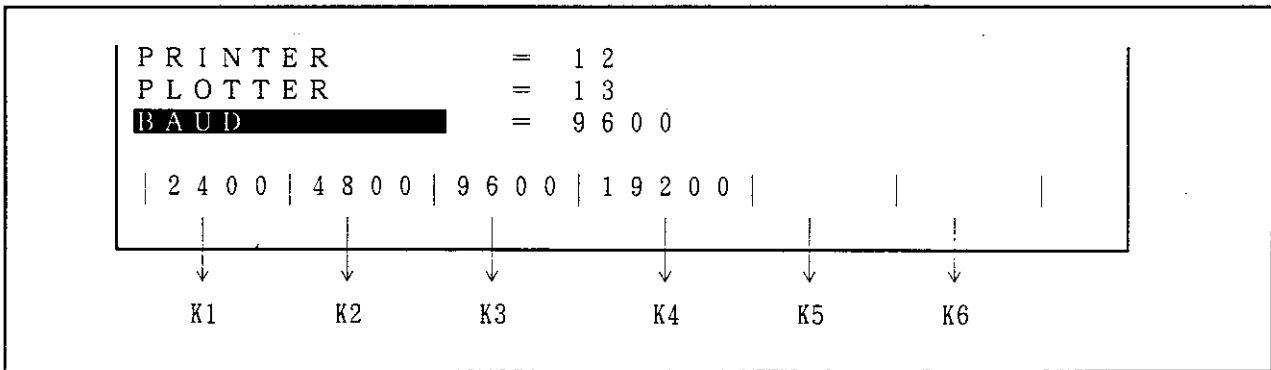 PRINTER = 12
PLOTTER = 13
BAUD = 9600
| 2400 | 4800 | 9600 | 19200 | | |
K1 K2 K3 K4 K5 K6